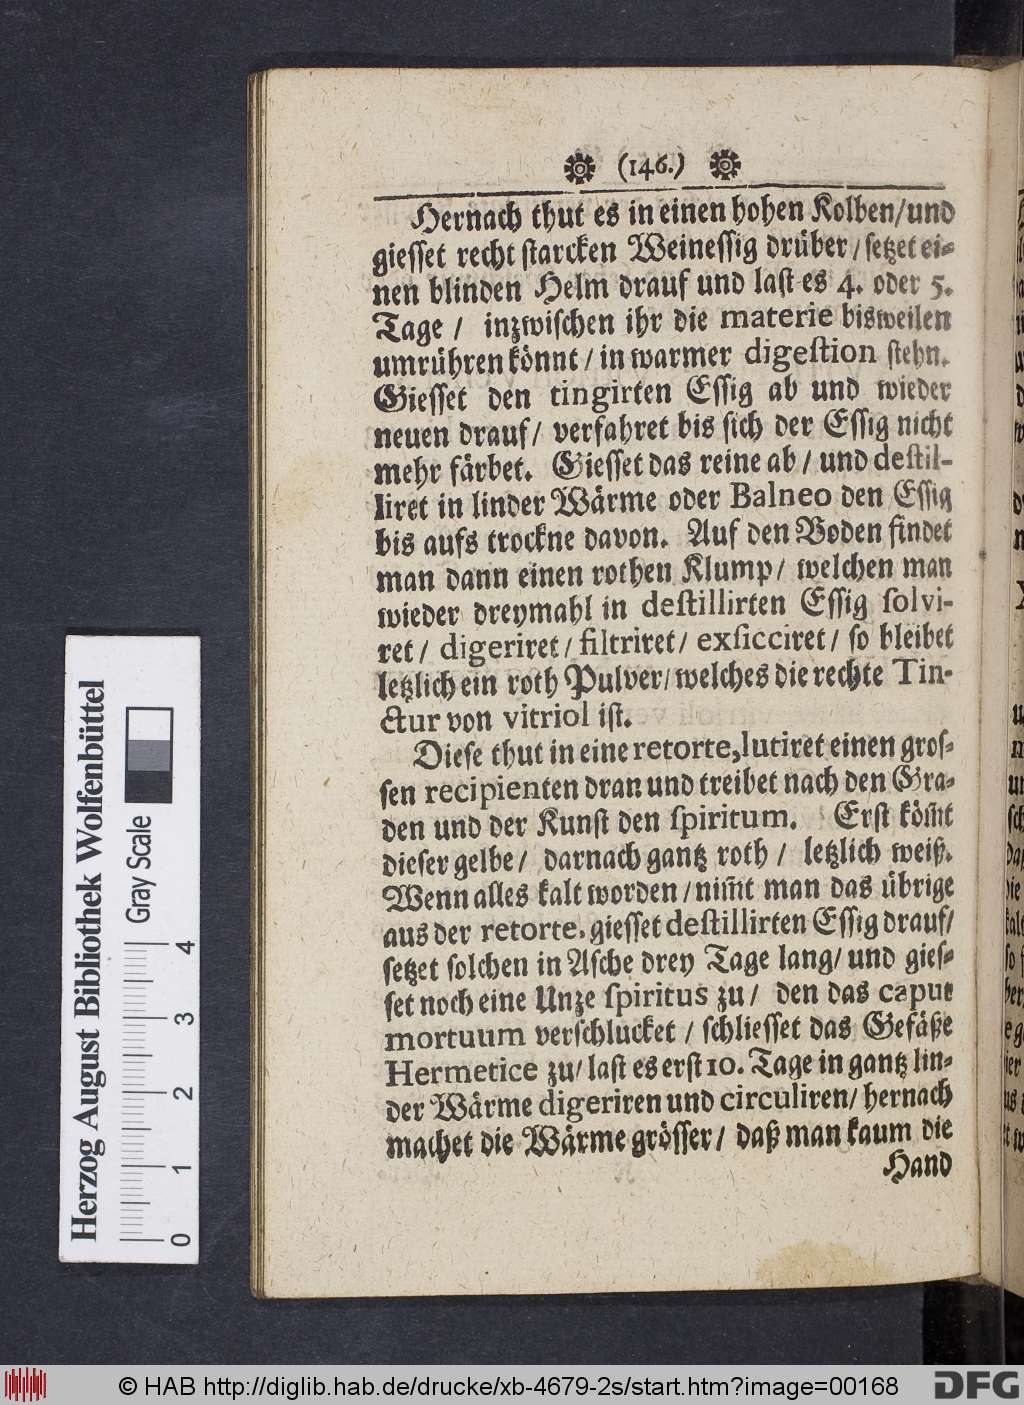 (146.)
Hernach thut es in einen hohen Kolben/und
giesset recht starcken Weinessig drüber/setzet ei-
nen blinden Helm drauf und last es 4. oder 5.
Tage / inzwischen ihr die materie bisweilen
umrühren könnt/in warmer digestion stehn.
Giesset den tingirten Essig ab und wieder
neuen drauf/ verfahret bis sich der Essig nicht
mehr färbet. Giesset das reine ab/ und destil-
liret in linder Wärme oder Balneo den Essig
bis aufs trockne davon. Auf den Boden findet
man dann einen rothen Klump/ welchen man
wieder dreymahl in destillirten Essig solvi-
ret/ digeriret/ filtriret/ exsicciret/ so bleibet
letzlich ein roth Pulver/welches die rechte Tin-
ctur von vitriol ist.
Diese thut in eine retorte, lutiret einen gros-
sen recipienten dran und treibet nach den Gra-
den und der Kunst den spiritum. Erst köm̃t
dieser gelbe/ darnach gantz roth/ letzlich weiß.
Wenn alles kalt worden/nim̃t man das übrige
aus der retorte, giesset destillirten Essig drauf/
setzet solchen in Asche drey Tage lang/ und gies-
set noch eine Unze spiritus zu/ den das caput
mortuum verschlucket/ schliesset das Gefäße
Hermetice zu/ last es erst 10. Tage in gantz lin-
der Wärme digeriren und circuliren/ hernach
machet die Wärme grösser/ daß man kaum die
Hand
Herzog August Bibliothek Wolfenbüttel
Gray Scale
0 1 2 3 4
© HAB http://diglib.hab.de/drucke/xb-4679-2s/start.htm?image=00168
DFG